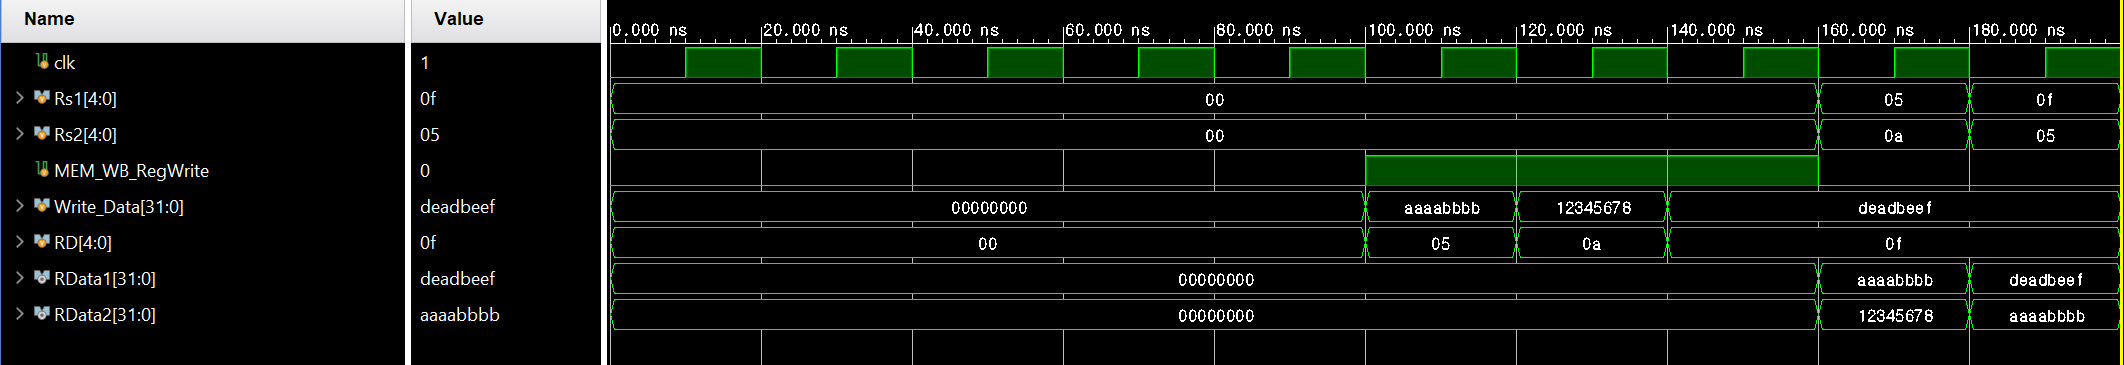 Name Value 0.000 ns 20.000 ns 40.000 ns 60.000 ns 80.000 ns 100.000 ns 120.000 ns 140.000 ns 160.000 ns 180.000 ns
clk 1
Rs1[4:0] 0f 00 05 0f
Rs2[4:0] 05 00 0a 05
MEM_WB_RegWrite 0
Write_Data[31:0] deadbeef 00000000 aaaabbbb 12345678 deadbeef
RD[4:0] 0f 00 05 0a 0f
RData1[31:0] deadbeef 00000000 aaaabbbb deadbeef
RData2[31:0] aaaabbbb 00000000 12345678 aaaabbbb